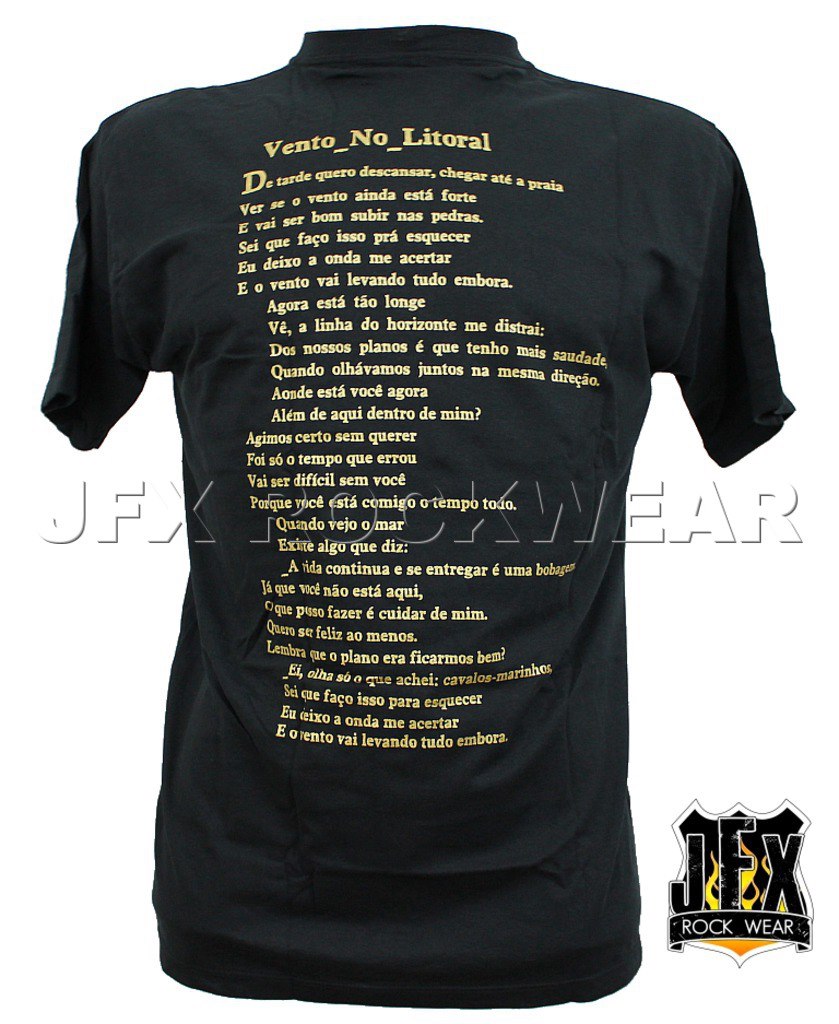 Vento_No_Litoral
De tarde quero descansar, chegar até a praia
Ver se o vento ainda está forte
E vai ser bom subir nas pedras.
Sei que faço isso prá esquecer
Eu deixo a onda me acertar
E o vento vai levando tudo embora.
Agora está tão longe
Vê, a linha do horizonte me distrai:
Dos nossos planos é que tenho mais saudade,
Quando olhávamos juntos na mesma direção.
Aonde está você agora
Além de aqui dentro de mim?
Agimos certo sem querer
Foi só o tempo que errou
Vai ser difícil sem você
Porque você está comigo o tempo todo.
JFX ROCKWEAR
Quando vejo o mar
Existe algo que diz:
_A vida continua e se entregar é uma bobagem
Já que você não está aqui,
O que posso fazer é cuidar de mim.
Quero ser feliz ao menos.
Lembra que o plano era ficarmos bem?
_Ei, olha só o que achei: cavalos-marinhos,
Sei que faço isso para esquecer
Eu deixo a onda me acertar
E o vento vai levando tudo embora.
JFX
ROCK WEAR